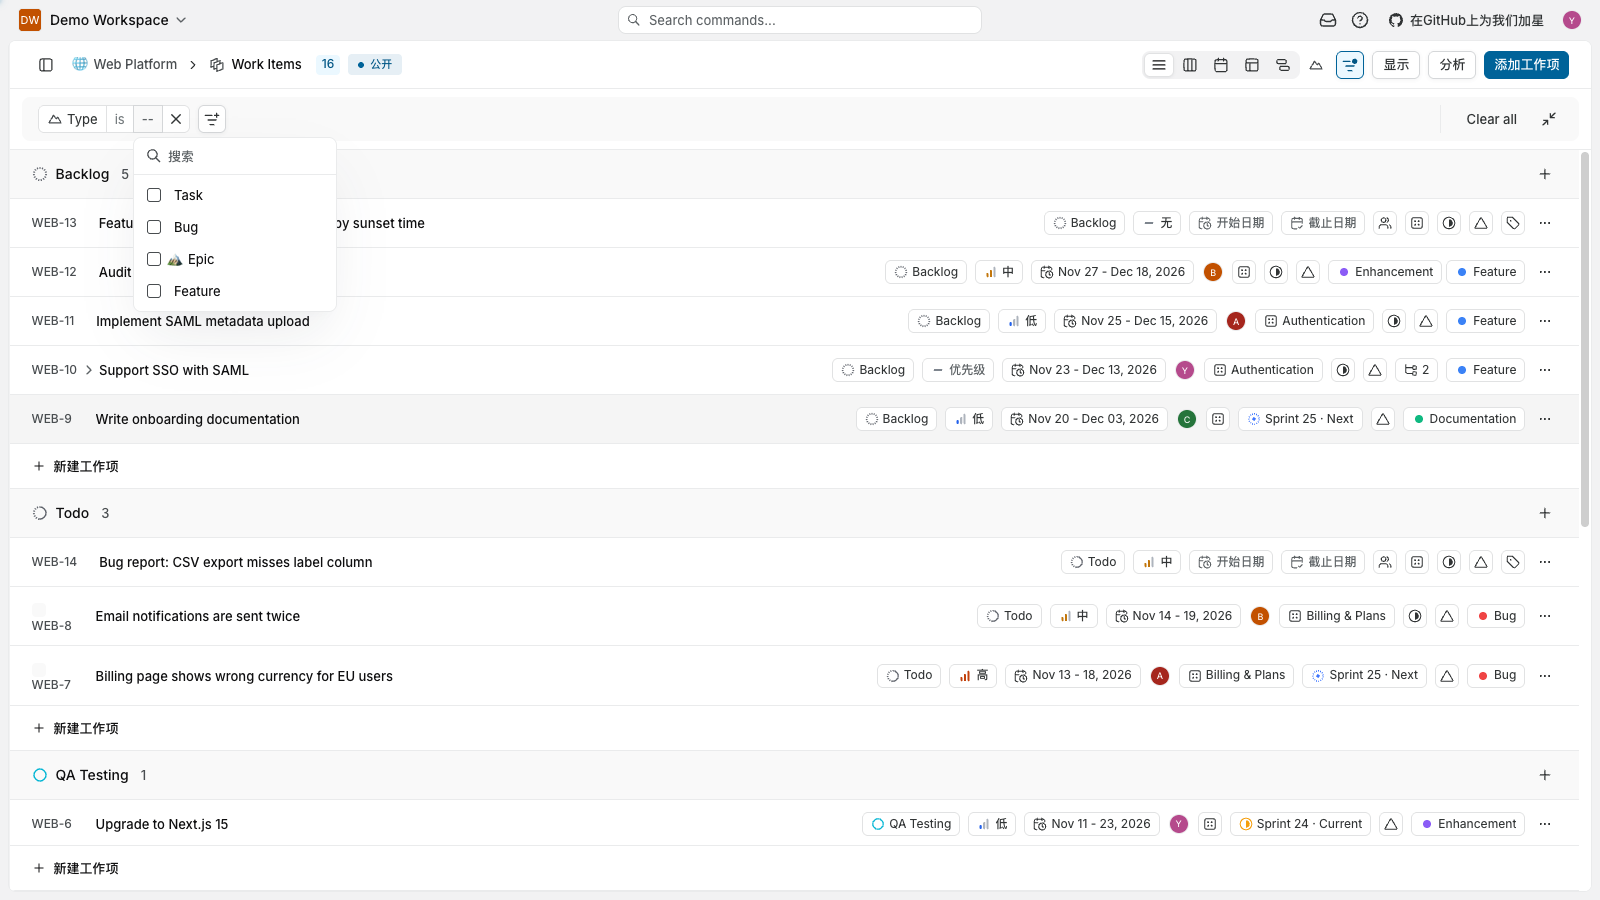 DW Demo Workspace Search commands... 在GitHub上为我们加星 Y
Web Platform Work Items 16 公开 显示 分析 添加工作项
Type is -- Clear all
搜索
Task
Bug
Epic
Feature
Backlog 5
WEB-13 Featu by sunset time Backlog 无 开始日期 截止日期
WEB-12 Audit Backlog 中 Nov 27 - Dec 18, 2026 B Enhancement Feature
WEB-11 Implement SAML metadata upload Backlog 低 Nov 25 - Dec 15, 2026 A Authentication Feature
WEB-10 Support SSO with SAML Backlog 优先级 Nov 23 - Dec 13, 2026 Y Authentication 2 Feature
WEB-9 Write onboarding documentation Backlog 低 Nov 20 - Dec 03, 2026 C Sprint 25 · Next Documentation
新建工作项
Todo 3
WEB-14 Bug report: CSV export misses label column Todo 中 开始日期 截止日期
WEB-8 Email notifications are sent twice Todo 中 Nov 14 - 19, 2026 B Billing & Plans Bug
WEB-7 Billing page shows wrong currency for EU users Todo 高 Nov 13 - 18, 2026 A Billing & Plans Sprint 25 · Next Bug
新建工作项
QA Testing 1
WEB-6 Upgrade to Next.js 15 QA Testing 低 Nov 11 - 23, 2026 Y Sprint 24 · Current Enhancement
新建工作项